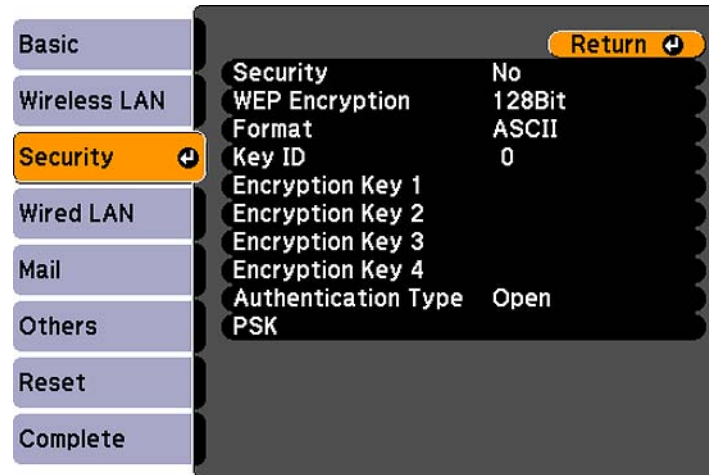 Basic
Wireless LAN
Security
Wired LAN
Mail
Others
Reset
Complete
Return
Security No
WEP Encryption 128Bit
Format ASCII
Key ID 0
Encryption Key 1
Encryption Key 2
Encryption Key 3
Encryption Key 4
Authentication Type Open
PSK